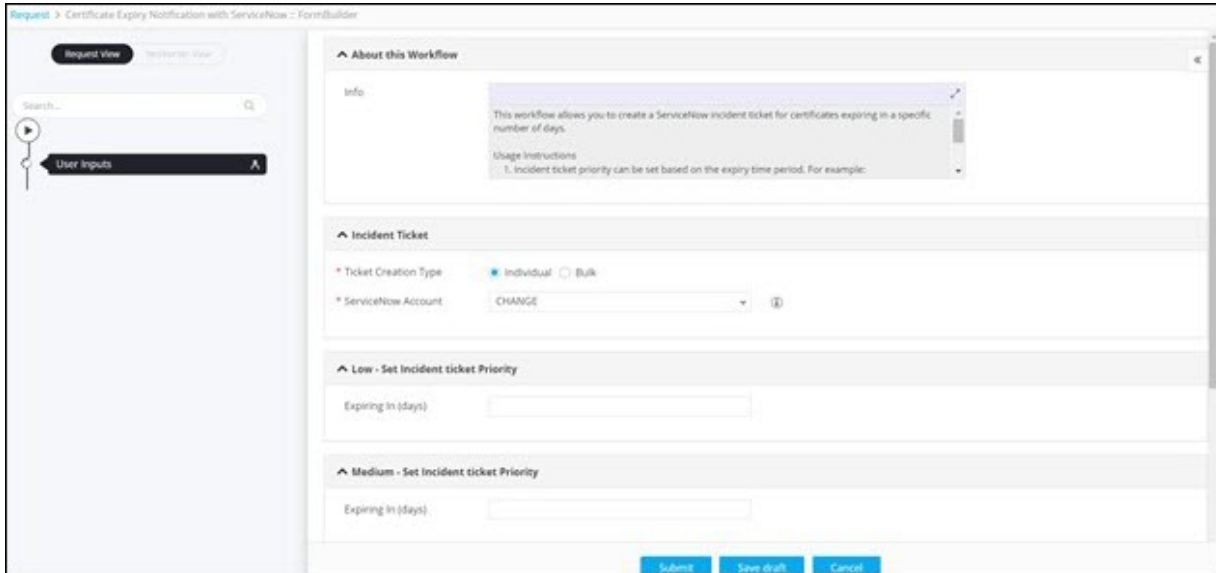 Request > Certificate Expiry Notification with ServiceNow :: FormBuilder
Request View
Search...
User Inputs
About this Workflow
Info
This workflow allows you to create a ServiceNow incident ticket for certificates expiring in a specific
number of days.
Usage Instructions
1. Incident ticket priority can be set based on the expiry time period. For example:
Incident Ticket
* Ticket Creation Type
Individual Bulk
* ServiceNow Account
CHANGE
Low - Set Incident ticket Priority
Expiring In (days)
Medium - Set Incident ticket Priority
Expiring In (days)
Submit Save draft Cancel